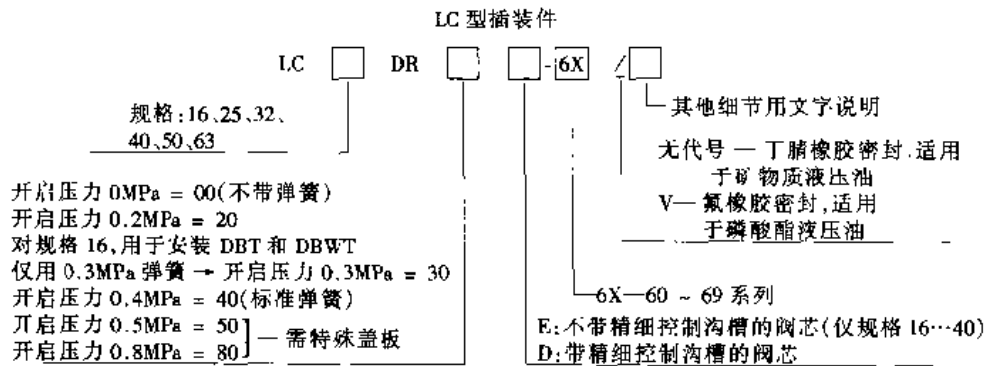 LC 型插装件
LC □ DR □ □-6X /□
其他细节用文字说明
规格:16、25、32、
40、50、63
无代号 — 丁腈橡胶密封,适用
于矿物质液压油
V— 氟橡胶密封,适用
于磷酸酯液压油
开启压力 0MPa = 00(不带弹簧)
开启压力 0.2MPa = 20
对规格 16,用于安装 DBT 和 DBWT
仅用 0.3MPa 弹簧 → 开启压力 0.3MPa = 30
开启压力 0.4MPa = 40(标准弹簧)
开启压力 0.5MPa = 50
开启压力 0.8MPa = 80
需特殊盖板
6X—60 ~ 69 系列
E:不带精细控制沟槽的阀芯(仅规格 16…40)
D:带精细控制沟槽的阀芯